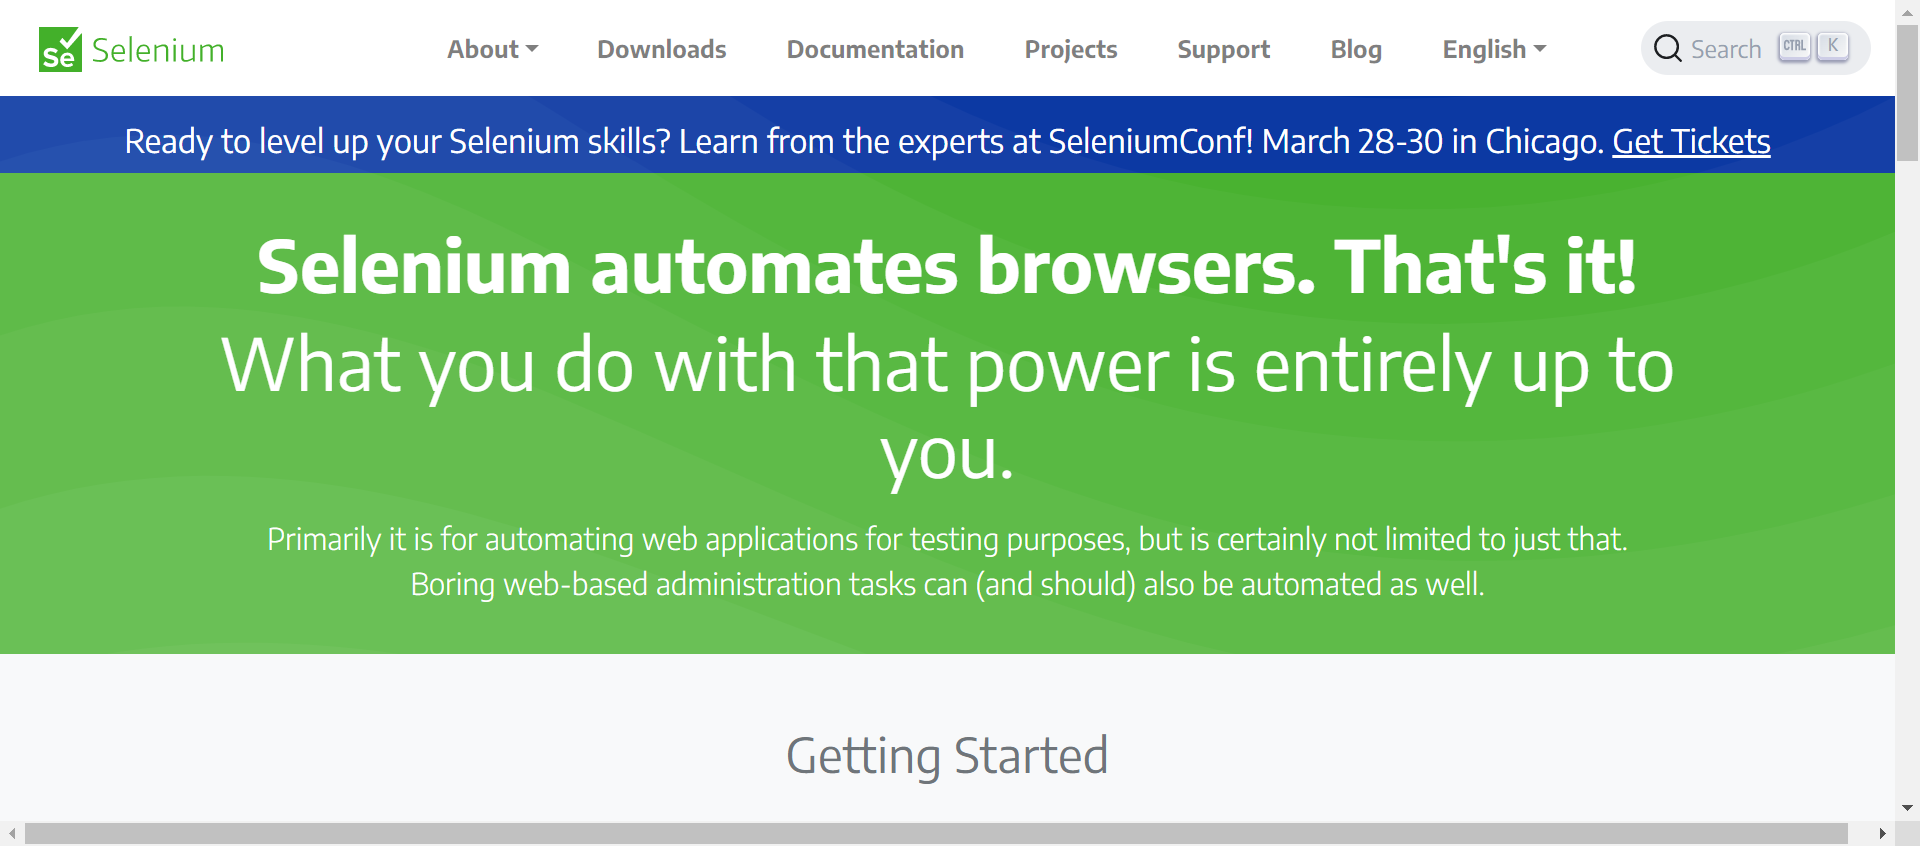 Se Selenium
About Downloads Documentation Projects Support Blog English Search CTRL K
Ready to level up your Selenium skills? Learn from the experts at SeleniumConf! March 28-30 in Chicago. Get Tickets
Selenium automates browsers. That's it!
What you do with that power is entirely up to
you.
Primarily it is for automating web applications for testing purposes, but is certainly not limited to just that.
Boring web-based administration tasks can (and should) also be automated as well.
Getting Started